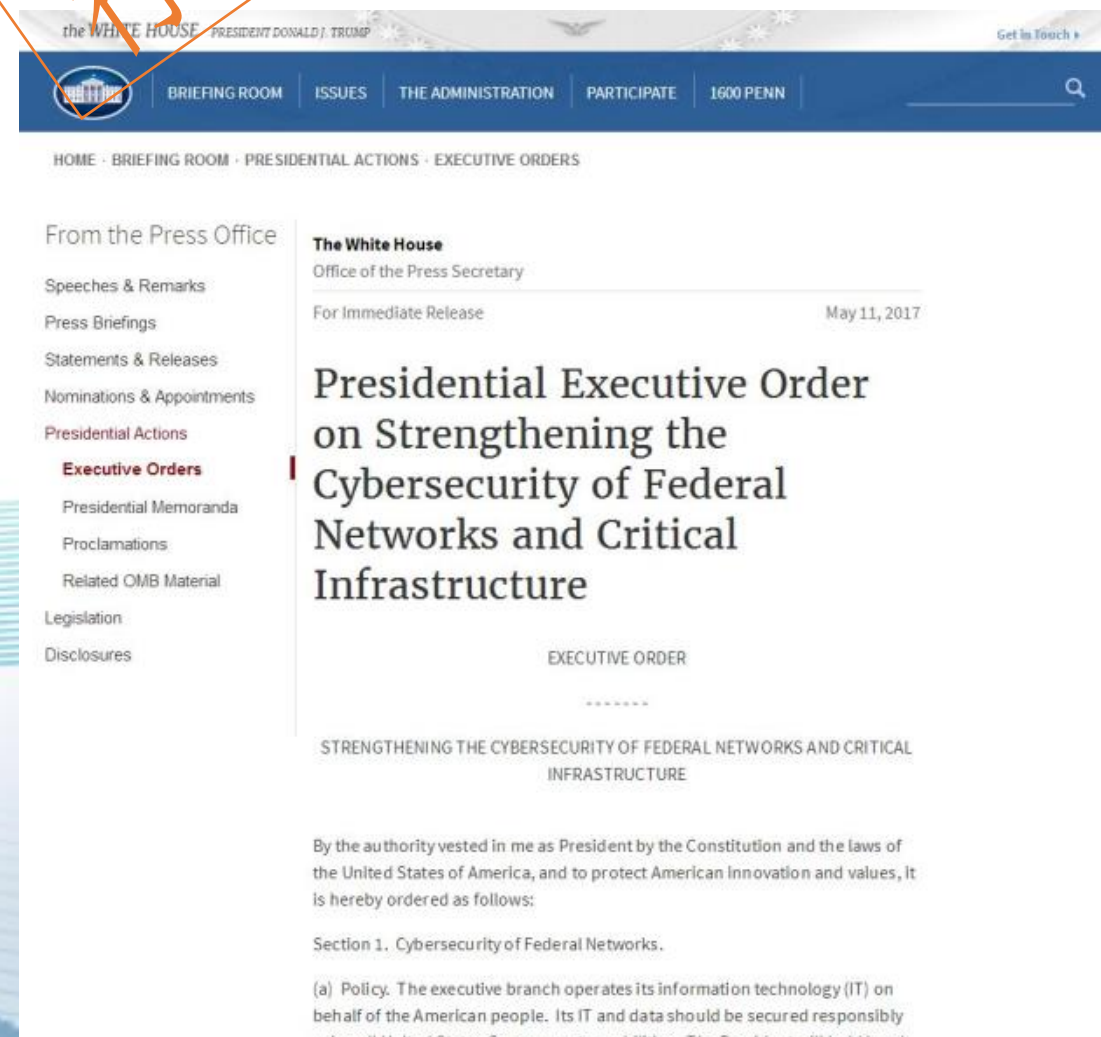 the WHITE HOUSE PRESIDENT DONALD J. TRUMP
Get in Touch
BRIEFING ROOM ISSUES THE ADMINISTRATION PARTICIPATE 1600 PENN
HOME · BRIEFING ROOM · PRESIDENTIAL ACTIONS · EXECUTIVE ORDERS
From the Press Office
Speeches & Remarks
Press Briefings
Statements & Releases
Nominations & Appointments
Presidential Actions
Executive Orders
Presidential Memoranda
Proclamations
Related OMB Material
Legislation
Disclosures
The White House
Office of the Press Secretary
For Immediate Release May 11, 2017
Presidential Executive Order
on Strengthening the
Cybersecurity of Federal
Networks and Critical
Infrastructure
EXECUTIVE ORDER
- - - - - - -
STRENGTHENING THE CYBERSECURITY OF FEDERAL NETWORKS AND CRITICAL
INFRASTRUCTURE
By the authority vested in me as President by the Constitution and the laws of
the United States of America, and to protect American innovation and values, it
is hereby ordered as follows:
Section 1. Cybersecurity of Federal Networks.
(a) Policy. The executive branch operates its information technology (IT) on
behalf of the American people. Its IT and data should be secured responsibly